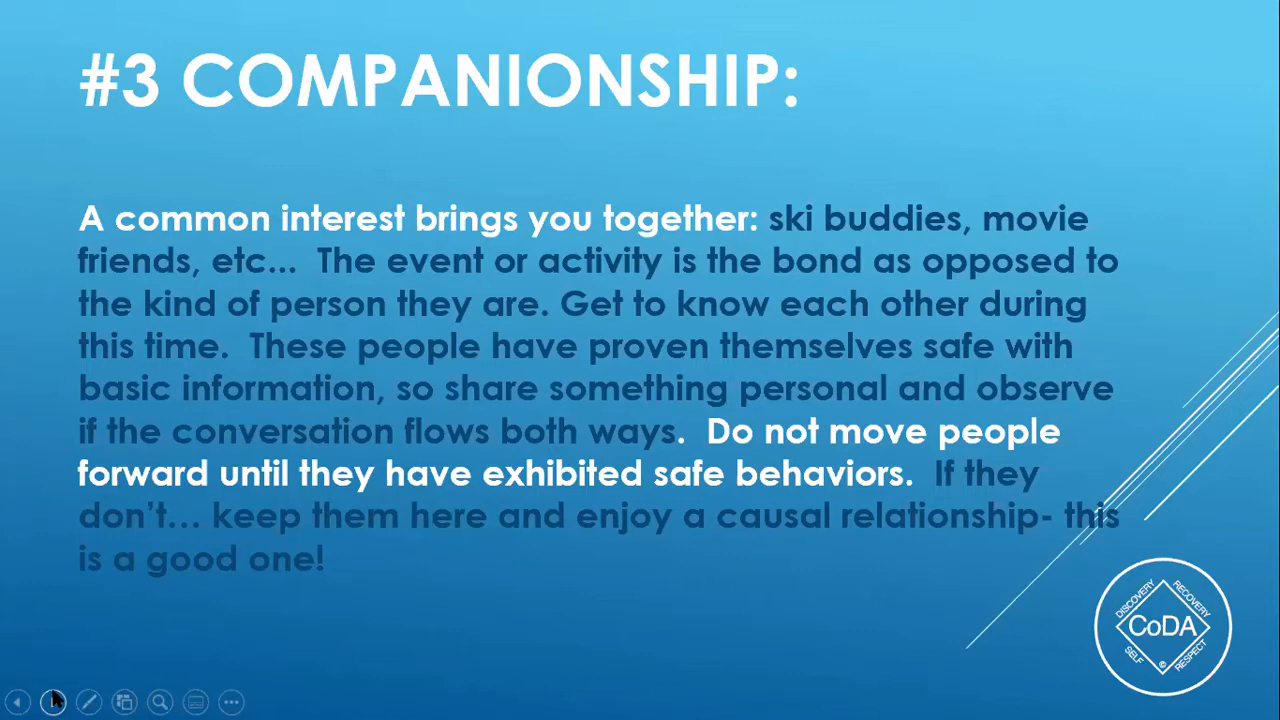 #3 COMPANIONSHIP:
A common interest brings you together: ski buddies, movie
friends, etc... The event or activity is the bond as opposed to
the kind of person they are. Get to know each other during
this time. These people have proven themselves safe with
basic information, so share something personal and observe
if the conversation flows both ways. Do not move people
forward until they have exhibited safe behaviors. If they
don't... keep them here and enjoy a causal relationship- this
is a good one!
DISCOVERY
RECOVERY
CoDA
SELF
©
RESPECT